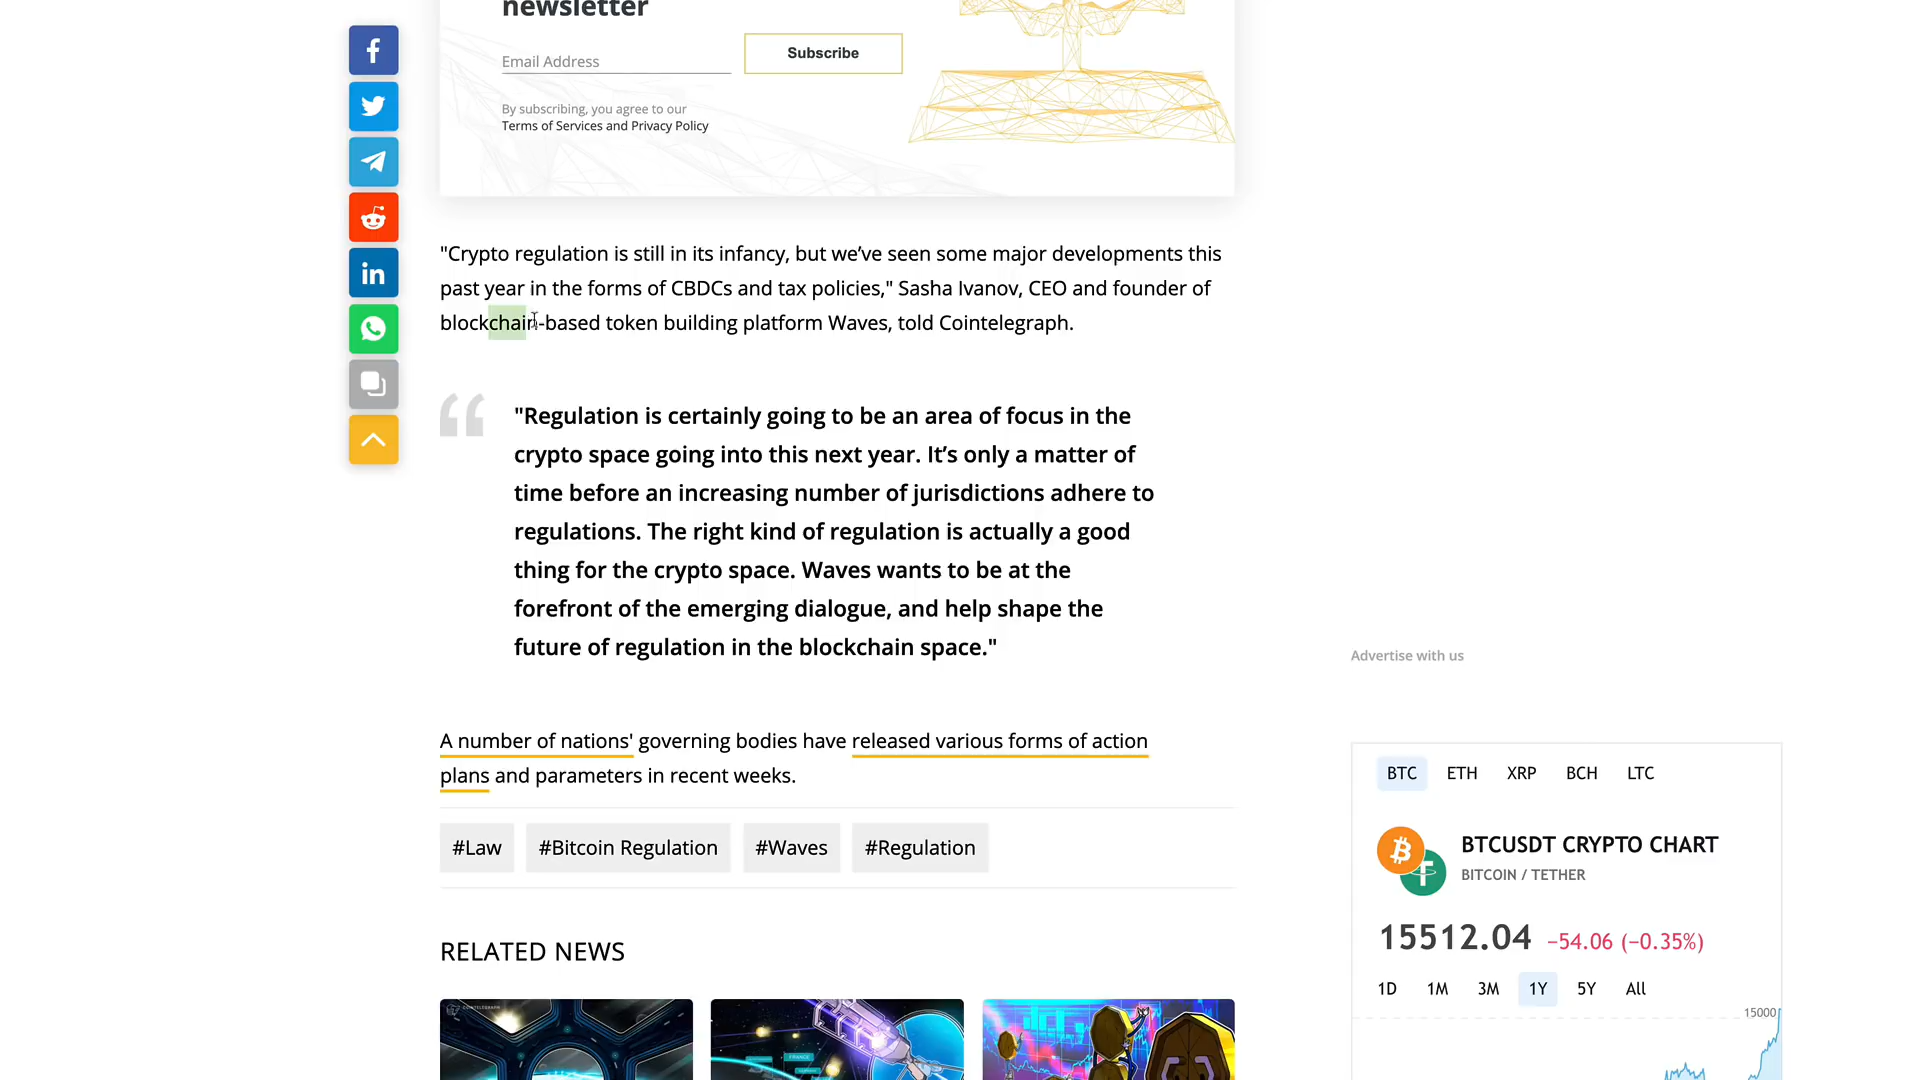 newsletter
Email Address
Subscribe
By subscribing, you agree to our
Terms of Services and Privacy Policy
"Crypto regulation is still in its infancy, but we’ve seen some major developments this
past year in the forms of CBDCs and tax policies," Sasha Ivanov, CEO and founder of
blockchain-based token building platform Waves, told Cointelegraph.
"Regulation is certainly going to be an area of focus in the
crypto space going into this next year. It’s only a matter of
time before an increasing number of jurisdictions adhere to
regulations. The right kind of regulation is actually a good
thing for the crypto space. Waves wants to be at the
forefront of the emerging dialogue, and help shape the
future of regulation in the blockchain space."
A number of nations' governing bodies have released various forms of action
plans and parameters in recent weeks.
#Law #Bitcoin Regulation #Waves #Regulation
RELATED NEWS
Advertise with us
BTC ETH XRP BCH LTC
BTCUSDT CRYPTO CHART
BITCOIN / TETHER
15512.04 −54.06 (−0.35%)
1D 1M 3M 1Y 5Y All
15000